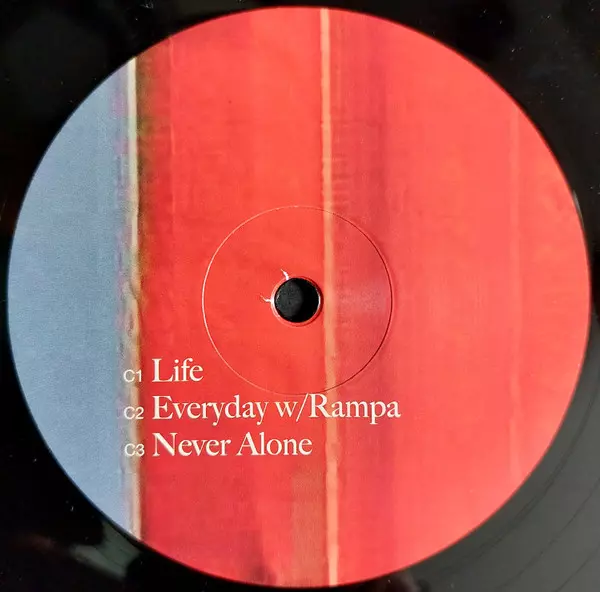 C1 Life
C2 Everyday w/Rampa
C3 Never Alone